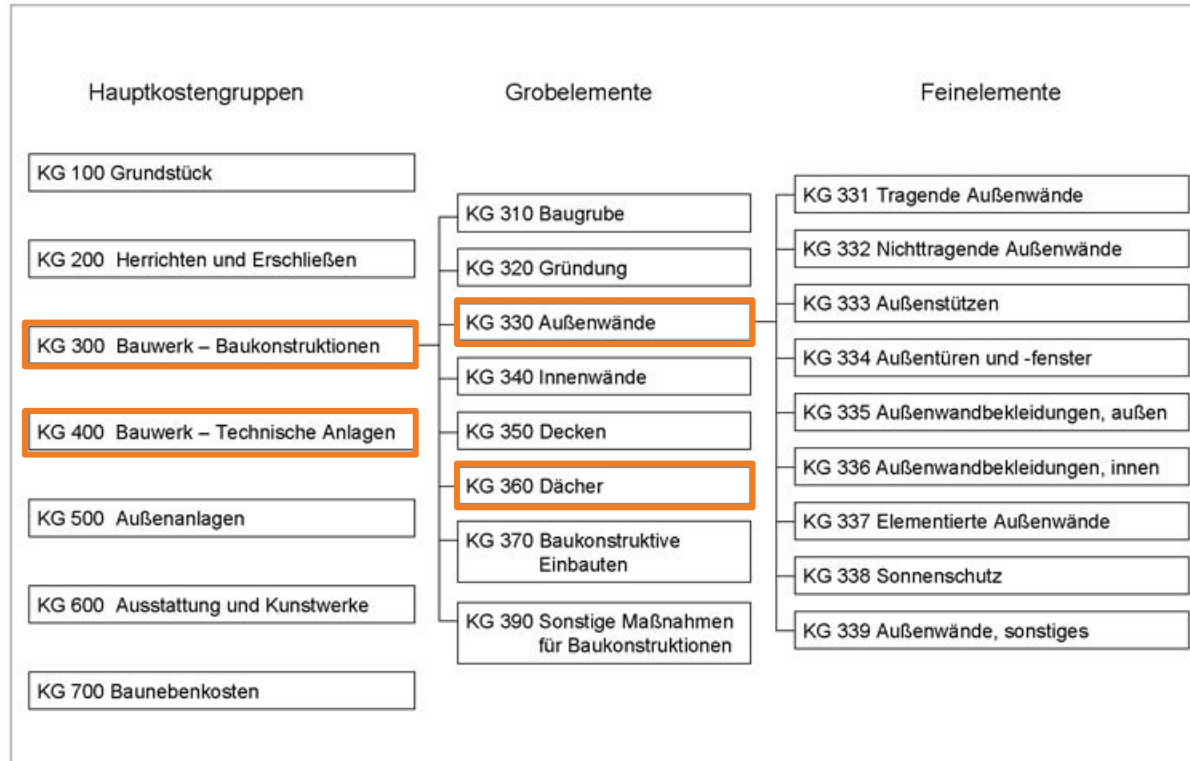 Hauptkostengruppen
KG 100 Grundstück
KG 200 Herrichten und Erschließen
KG 300 Bauwerk – Baukonstruktionen
KG 400 Bauwerk – Technische Anlagen
KG 500 Außenanlagen
KG 600 Ausstattung und Kunstwerke
KG 700 Baunebenkosten
Grobelemente
KG 310 Baugrube
KG 320 Gründung
KG 330 Außenwände
KG 340 Innenwände
KG 350 Decken
KG 360 Dächer
KG 370 Baukonstruktive
Einbauten
KG 390 Sonstige Maßnahmen
für Baukonstruktionen
Feinelemente
KG 331 Tragende Außenwände
KG 332 Nichttragende Außenwände
KG 333 Außenstützen
KG 334 Außentüren und -fenster
KG 335 Außenwandbekleidungen, außen
KG 336 Außenwandbekleidungen, innen
KG 337 Elementierte Außenwände
KG 338 Sonnenschutz
KG 339 Außenwände, sonstiges